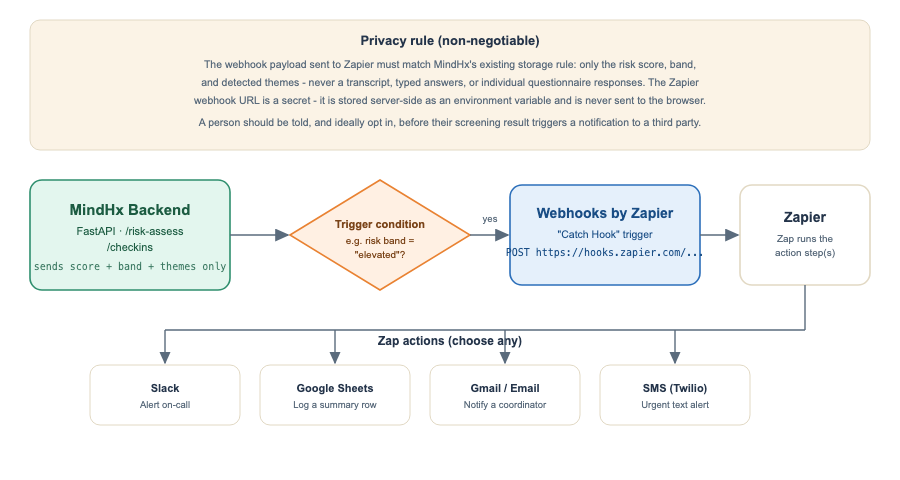 Privacy rule (non-negotiable)
The webhook payload sent to Zapier must match MindHx's existing storage rule: only the risk score, band,
and detected themes - never a transcript, typed answers, or individual questionnaire responses. The Zapier
webhook URL is a secret - it is stored server-side as an environment variable and is never sent to the browser.
A person should be told, and ideally opt in, before their screening result triggers a notification to a third party.
MindHx Backend
FastAPI · /risk-assess
/checkins
sends score + band + themes only
Trigger condition
e.g. risk band =
"elevated"?
yes
Webhooks by Zapier
"Catch Hook" trigger
POST https://hooks.zapier.com/...
Zapier
Zap runs the
action step(s)
Zap actions (choose any)
Slack
Alert on-call
Google Sheets
Log a summary row
Gmail / Email
Notify a coordinator
SMS (Twilio)
Urgent text alert